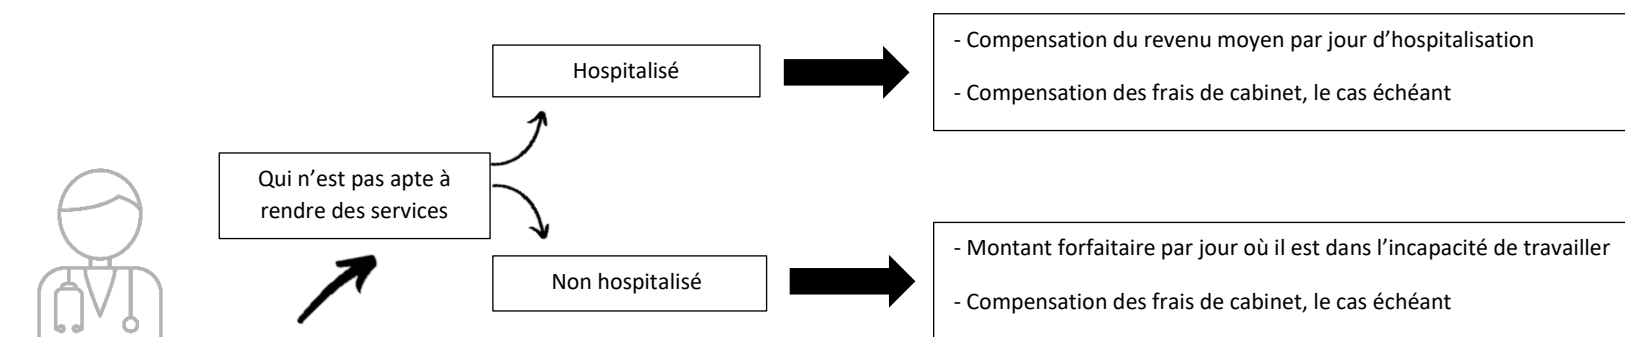 Hospitalisé
- Compensation du revenu moyen par jour d’hospitalisation
- Compensation des frais de cabinet, le cas échéant
Qui n’est pas apte à
rendre des services
Non hospitalisé
- Montant forfaitaire par jour où il est dans l’incapacité de travailler
- Compensation des frais de cabinet, le cas échéant